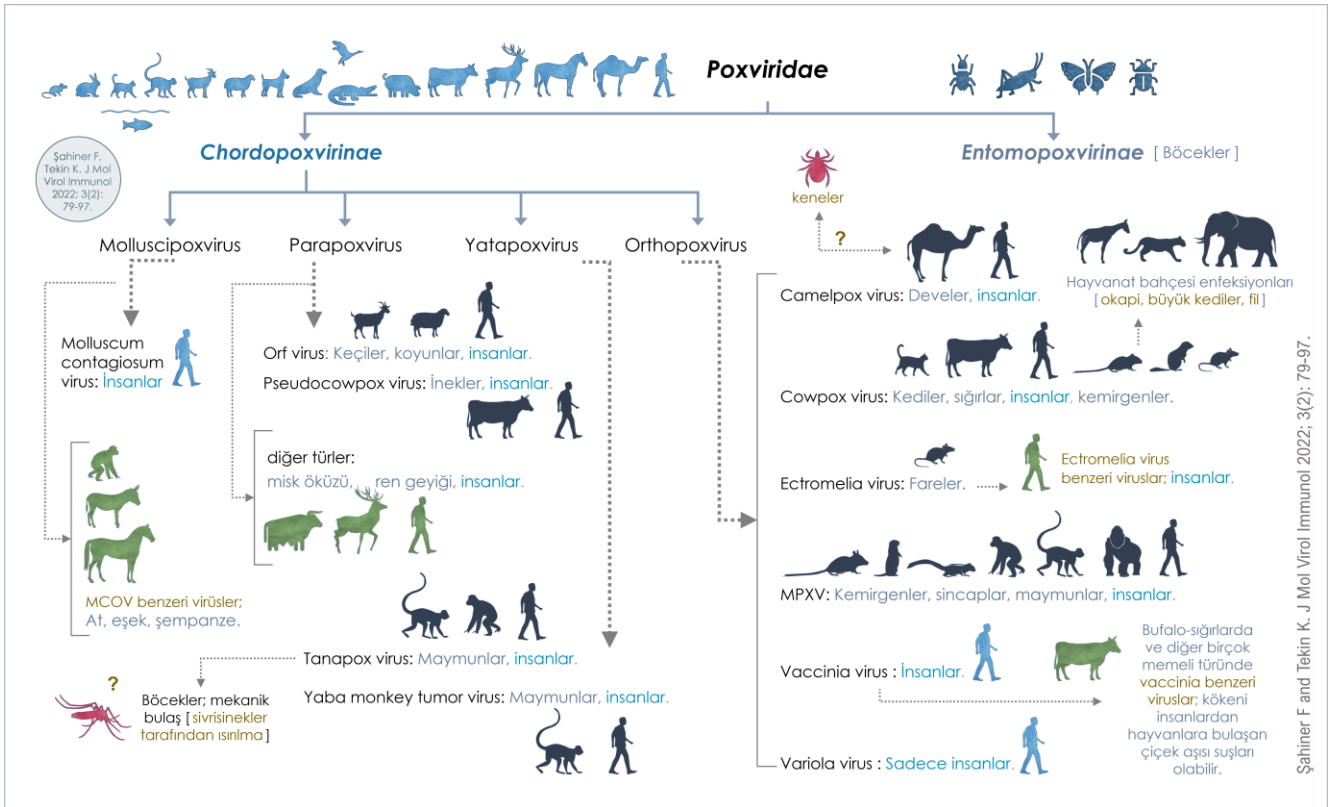 Poxviridae
Chordopoxvirinae
Entomopoxvirinae [ Böcekler ]
Şahiner F,
Tekin K. J Mol
Virol Immunol
2022; 3(2):
79-97.
Molluscipoxvirus
Parapoxvirus
Yatapoxvirus
Orthopoxvirus
Molluscum
contagiosum
virus: İnsanlar
MCOV benzeri virüsler;
At, eşek, şempanze.
Orf virus: Keçiler, koyunlar, insanlar.
Pseudocowpox virus: İnekler, insanlar.
diğer türler:
misk öküzü, ren geyiği, insanlar.
Tanapox virus: Maymunlar, insanlar.
Yaba monkey tumor virus: Maymunlar, insanlar.
?
Böcekler; mekanik
bulaş [ sivrisinekler
tarafından ısırılma ]
keneler
?
Camelpox virus: Develer, insanlar.
Hayvanat bahçesi enfeksiyonları
[ okapi, büyük kediler, fil ]
Cowpox virus: Kediler, sığırlar, insanlar, kemirgenler.
Ectromelia virus: Fareler.
Ectromelia virus
benzeri viruslar; insanlar.
MPXV: Kemirgenler, sincaplar, maymunlar, insanlar.
Vaccinia virus : İnsanlar.
Bufalo-sığırlarda
ve diğer birçok
memeli türünde
vaccinia benzeri
viruslar; kökeni
insanlardan
hayvanlara bulaşan
çiçek aşısı suşları
olabilir.
Variola virus : Sadece insanlar.
Şahiner F and Tekin K. J Mol Virol Immunol 2022; 3(2): 79-97.